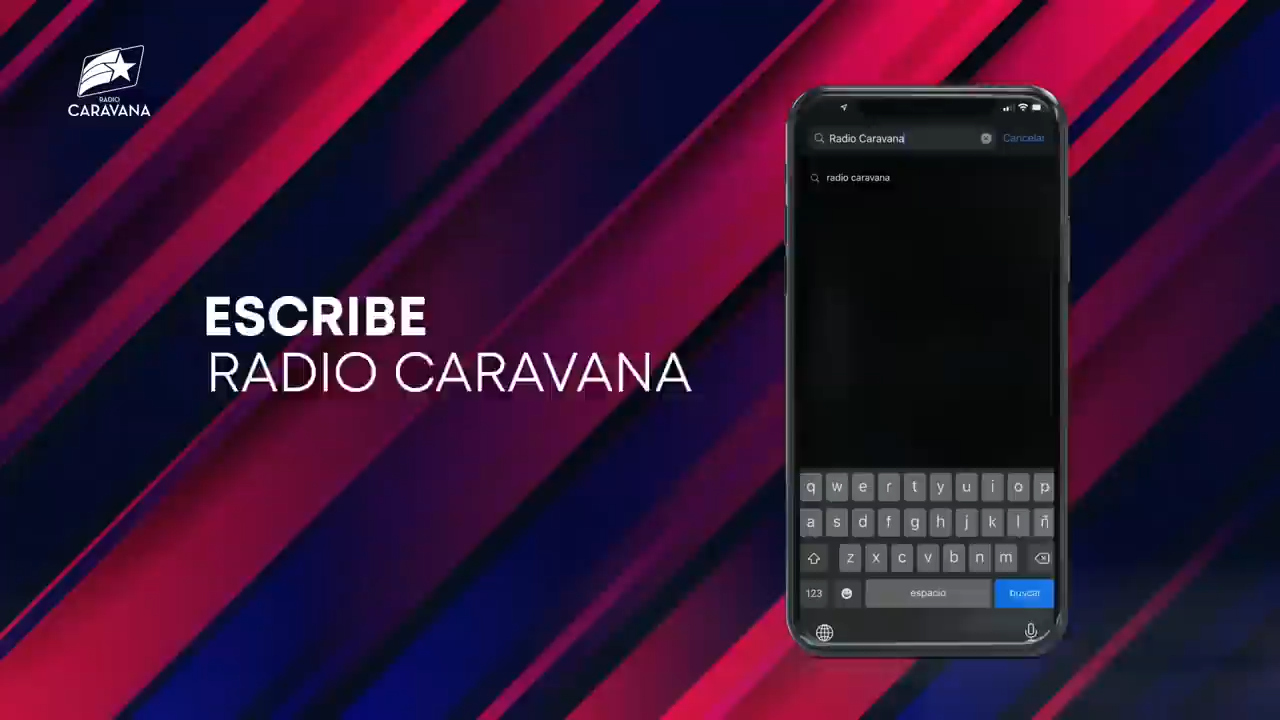 RADIO
CARAVANA
ESCRIBE
RADIO CARAVANA
Radio Caravana
Cancelar
radio caravana
q w e r t y u i o p
a s d f g h j k l ñ
z x c v b n m
123
espacio
buscar